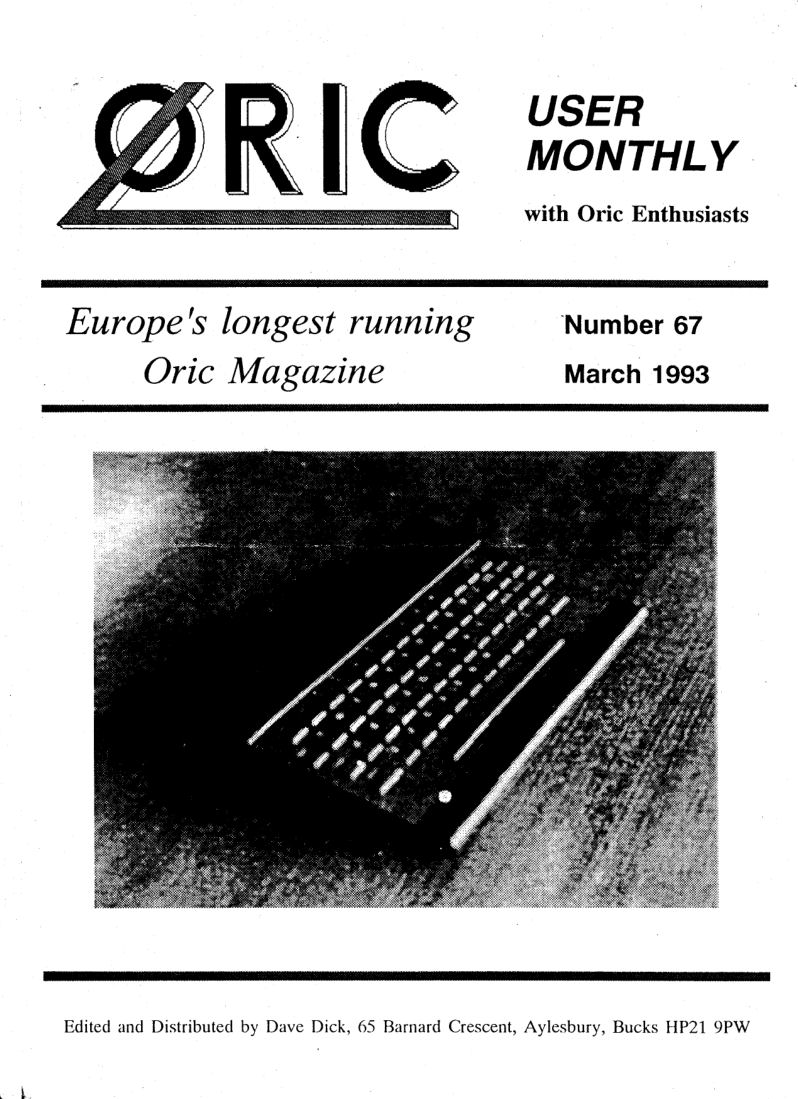 ORIC
USER
MONTHLY
with Oric Enthusiasts
Europe's longest running
Oric Magazine
Number 67
March 1993
Edited and Distributed by Dave Dick, 65 Barnard Crescent, Aylesbury, Bucks HP21 9PW